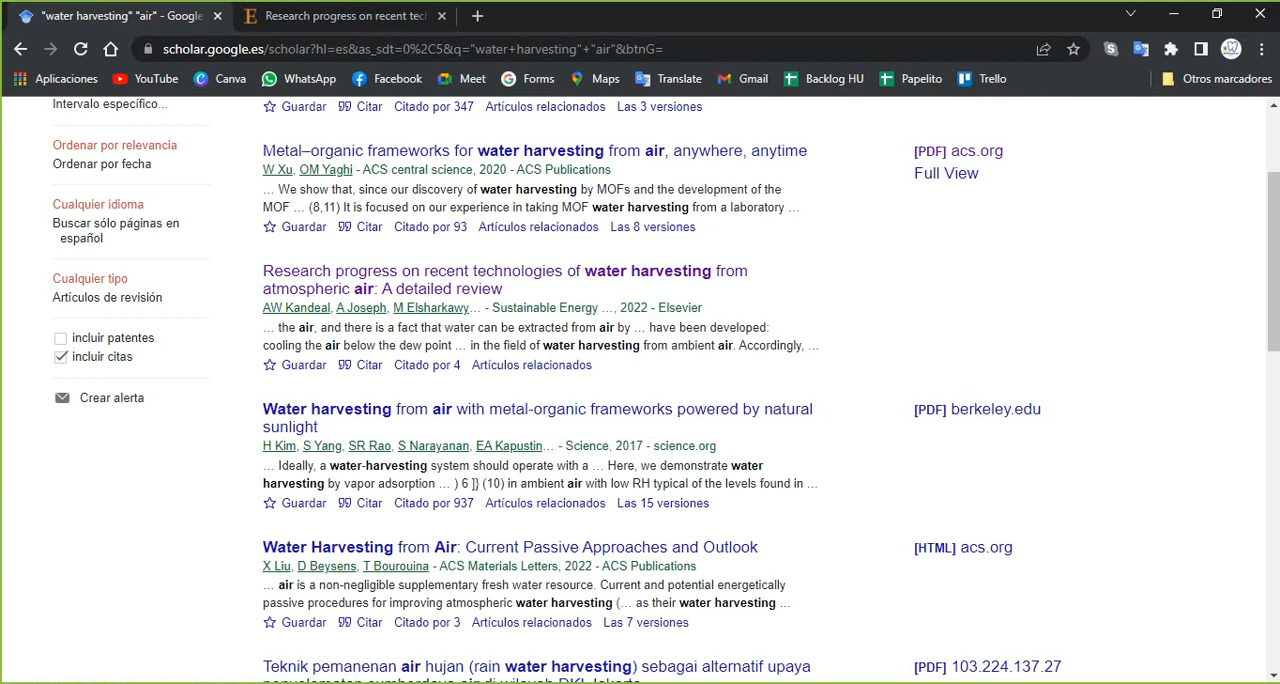 "water harvesting" "air" - Google
Research progress on recent tech
scholar.google.es/scholar?hl=es&as_sdt=0%2C5&q="water+harvesting"+"air"&btnG=
Aplicaciones
YouTube
Canva
WhatsApp
Facebook
Meet
Forms
Maps
Translate
Gmail
Backlog HU
Papelito
Trello
Otros marcadores
Intervalo específico...
Ordenar por relevancia
Ordenar por fecha
Cualquier idioma
Buscar sólo páginas en
español
Cualquier tipo
Artículos de revisión
incluir patentes
incluir citas
Crear alerta
Guardar Citar Citado por 347 Artículos relacionados Las 3 versiones
Metal–organic frameworks for water harvesting from air, anywhere, anytime
[PDF] acs.org
W Xu, OM Yaghi - ACS central science, 2020 - ACS Publications
Full View
… We show that, since our discovery of water harvesting by MOFs and the development of the
MOF … (8,11) It is focused on our experience in taking MOF water harvesting from a laboratory …
Guardar Citar Citado por 93 Artículos relacionados Las 8 versiones
Research progress on recent technologies of water harvesting from
atmospheric air: A detailed review
AW Kandeal, A Joseph, M Elsharkawy… - Sustainable Energy …, 2022 - Elsevier
… the air, and there is a fact that water can be extracted from air by … have been developed:
cooling the air below the dew point … in the field of water harvesting from ambient air. Accordingly, …
Guardar Citar Citado por 4 Artículos relacionados
Water harvesting from air with metal-organic frameworks powered by natural
sunlight
[PDF] berkeley.edu
H Kim, S Yang, SR Rao, S Narayanan, EA Kapustin… - Science, 2017 - science.org
… Ideally, a water-harvesting system should operate with a … Here, we demonstrate water
harvesting by vapor adsorption … ) 6 ]} (10) in ambient air with low RH typical of the levels found in …
Guardar Citar Citado por 937 Artículos relacionados Las 15 versiones
Water Harvesting from Air: Current Passive Approaches and Outlook
[HTML] acs.org
X Liu, D Beysens, T Bourouina - ACS Materials Letters, 2022 - ACS Publications
… air is a non-negligible supplementary fresh water resource. Current and potential energetically
passive procedures for improving atmospheric water harvesting (… as their water harvesting …
Guardar Citar Citado por 3 Artículos relacionados Las 7 versiones
Teknik pemanenan air hujan (rain water harvesting) sebagai alternatif upaya
[PDF] 103.224.137.27
penyelamatan sumberdaya air di wilayah DKI Jakarta